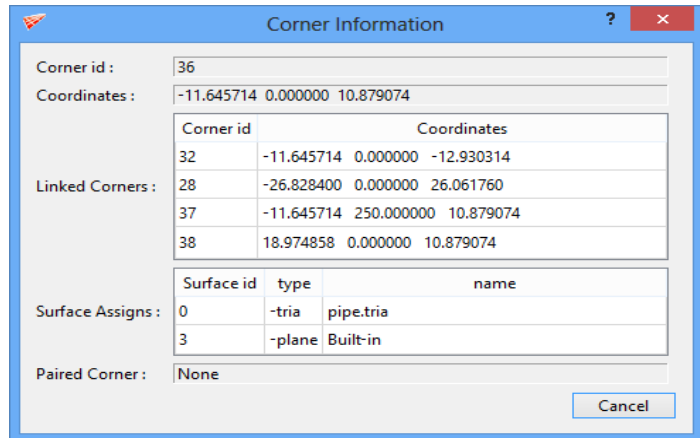 Corner Information
? ×
Corner id : 36
Coordinates : -11.645714 0.000000 10.879074
Corner id Coordinates
32 -11.645714 0.000000 -12.930314
Linked Corners : 28 -26.828400 0.000000 26.061760
37 -11.645714 250.000000 10.879074
38 18.974858 0.000000 10.879074
Surface id type name
Surface Assigns : 0 -tria pipe.tria
3 -plane Built-in
Paired Corner : None
Cancel